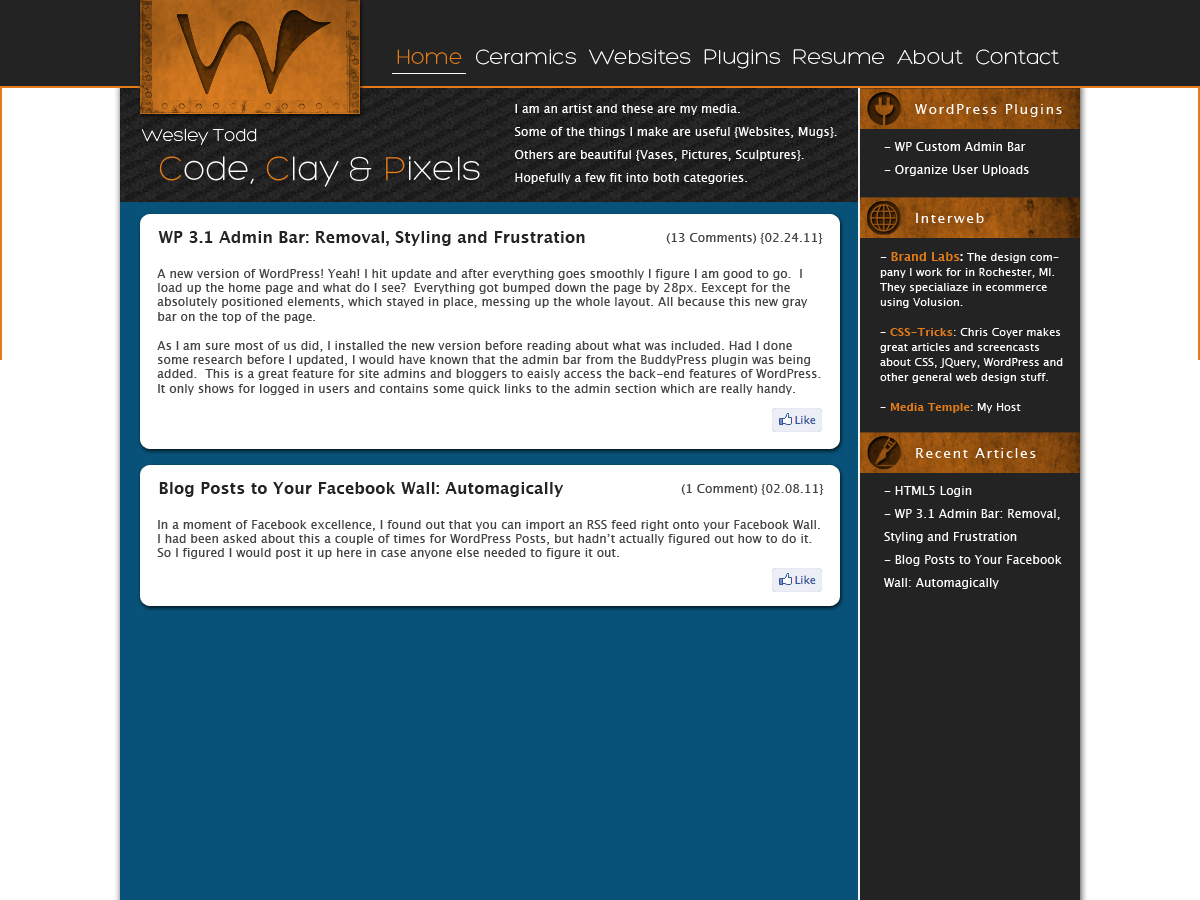 W
Home Ceramics Websites Plugins Resume About Contact
Wesley Todd
Code, Clay & Pixels
I am an artist and these are my media.
Some of the things I make are useful {Websites, Mugs}.
Others are beautiful {Vases, Pictures, Sculptures}.
Hopefully a few fit into both categories.
WP 3.1 Admin Bar: Removal, Styling and Frustration (13 Comments) {02.24.11}
A new version of WordPress! Yeah! I hit update and after everything goes smoothly I figure I am good to go. I
load up the home page and what do I see? Everything got bumped down the page by 28px. Eexcept for the
absolutely positioned elements, which stayed in place, messing up the whole layout. All because this new gray
bar on the top of the page.
As I am sure most of us did, I installed the new version before reading about what was included. Had I done
some research before I updated, I would have known that the admin bar from the BuddyPress plugin was being
added. This is a great feature for site admins and bloggers to eaisly access the back-end features of WordPress.
It only shows for logged in users and contains some quick links to the admin section which are really handy.
Like
Blog Posts to Your Facebook Wall: Automagically (1 Comment) {02.08.11}
In a moment of Facebook excellence, I found out that you can import an RSS feed right onto your Facebook Wall.
I had been asked about this a couple of times for WordPress Posts, but hadn't actually figured out how to do it.
So I figured I would post it up here in case anyone else needed to figure it out.
Like
WordPress Plugins
- WP Custom Admin Bar
- Organize User Uploads
Interweb
- Brand Labs: The design com-
pany I work for in Rochester, MI.
They specialiaze in ecommerce
using Volusion.
- CSS-Tricks: Chris Coyer makes
great articles and screencasts
about CSS, JQuery, WordPress and
other general web design stuff.
- Media Temple: My Host
Recent Articles
- HTML5 Login
- WP 3.1 Admin Bar: Removal,
Styling and Frustration
- Blog Posts to Your Facebook
Wall: Automagically